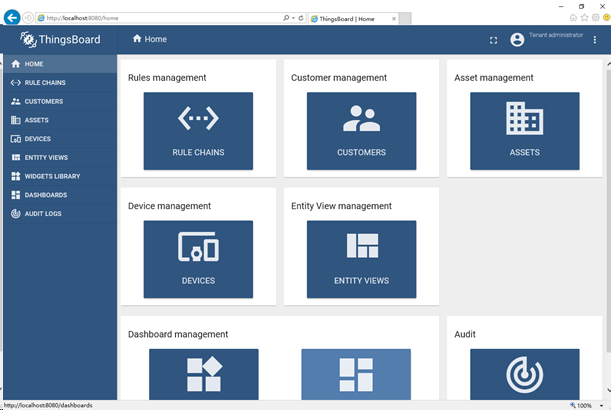 http://localhost:8080/home
ThingsBoard | Home
ThingsBoard
Home
Tenant administrator
HOME
RULE CHAINS
CUSTOMERS
ASSETS
DEVICES
ENTITY VIEWS
WIDGETS LIBRARY
DASHBOARDS
AUDIT LOGS
Rules management
RULE CHAINS
Customer management
CUSTOMERS
Asset management
ASSETS
Device management
DEVICES
Entity View management
ENTITY VIEWS
Dashboard management
Audit
http://localhost:8080/dashboards
100%